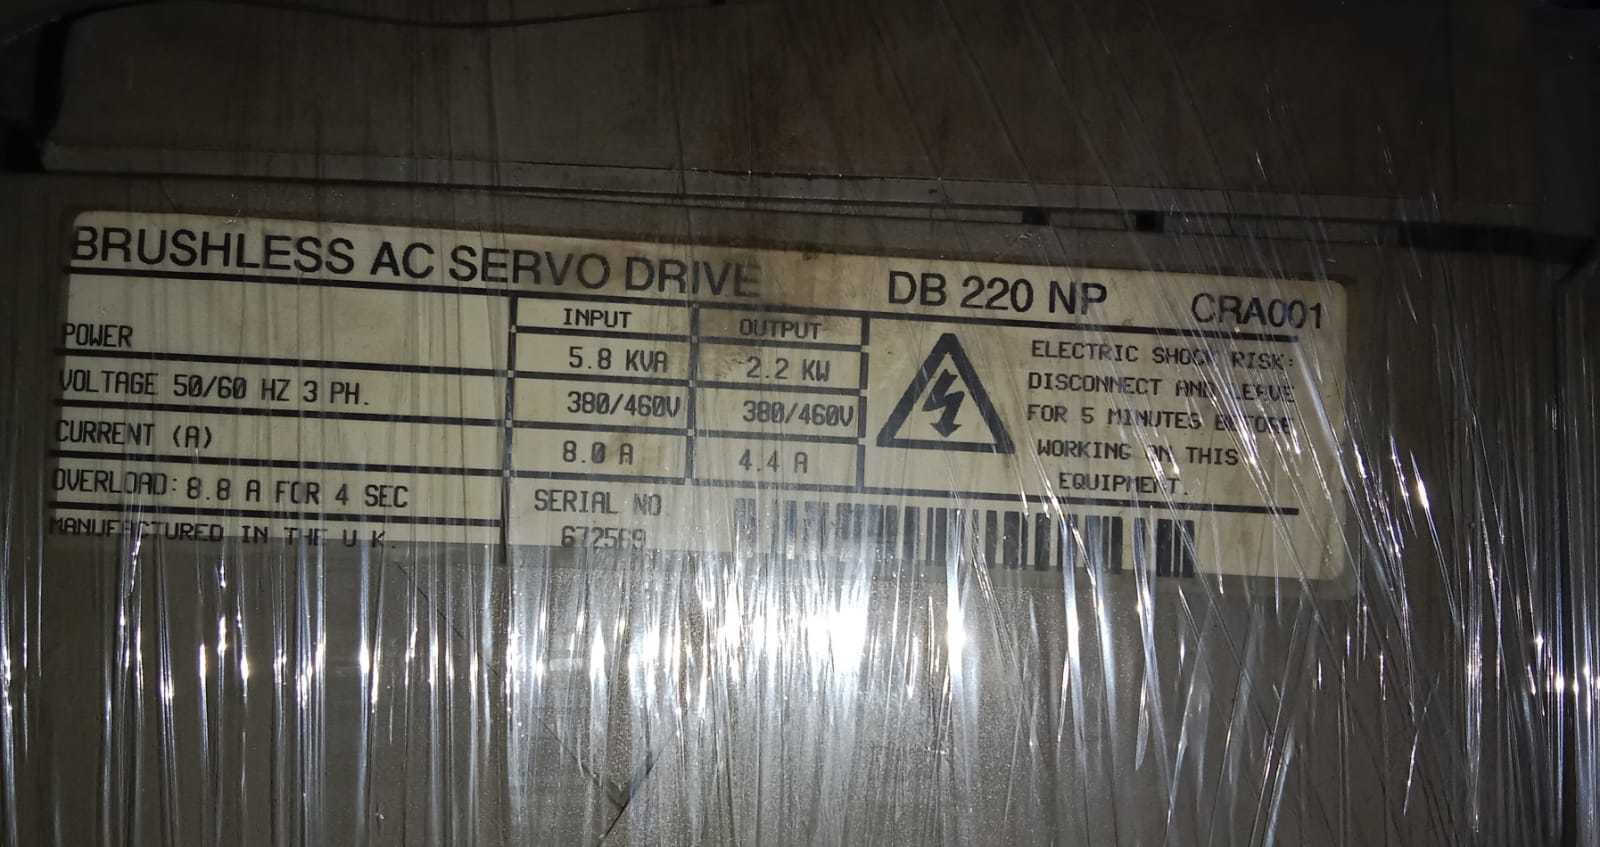 BRUSHLESS AC SERVO DRIVE DB 220 NP CRA001
INPUT OUTPUT
POWER 5.8 KVA 2.2 KW
VOLTAGE 50/60 HZ 3 PH. 380/460V 380/460V
CURRENT (A) 8.0 A 4.4 A
OVERLOAD: 8.8 A FOR 4 SEC
MANUFACTURED IN THE U.K.
SERIAL NO
ELECTRIC SHOCK RISK:
DISCONNECT AND LEAVE
FOR 5 MINUTES BEFORE
WORKING ON THIS
EQUIPMENT.